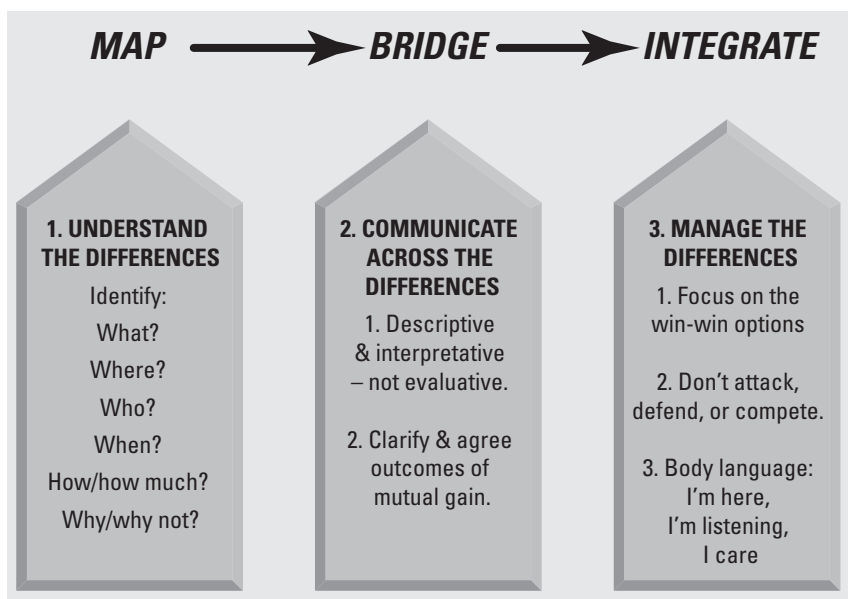 MAP
BRIDGE
INTEGRATE
1. UNDERSTAND
THE DIFFERENCES
Identify:
What?
Where?
Who?
When?
How/how much?
Why/why not?
2. COMMUNICATE
ACROSS THE
DIFFERENCES
1. Descriptive
& interpretative
– not evaluative.
2. Clarify & agree
outcomes of
mutual gain.
3. MANAGE THE
DIFFERENCES
1. Focus on the
win-win options
2. Don’t attack,
defend, or compete.
3. Body language:
I’m here,
I’m listening,
I care